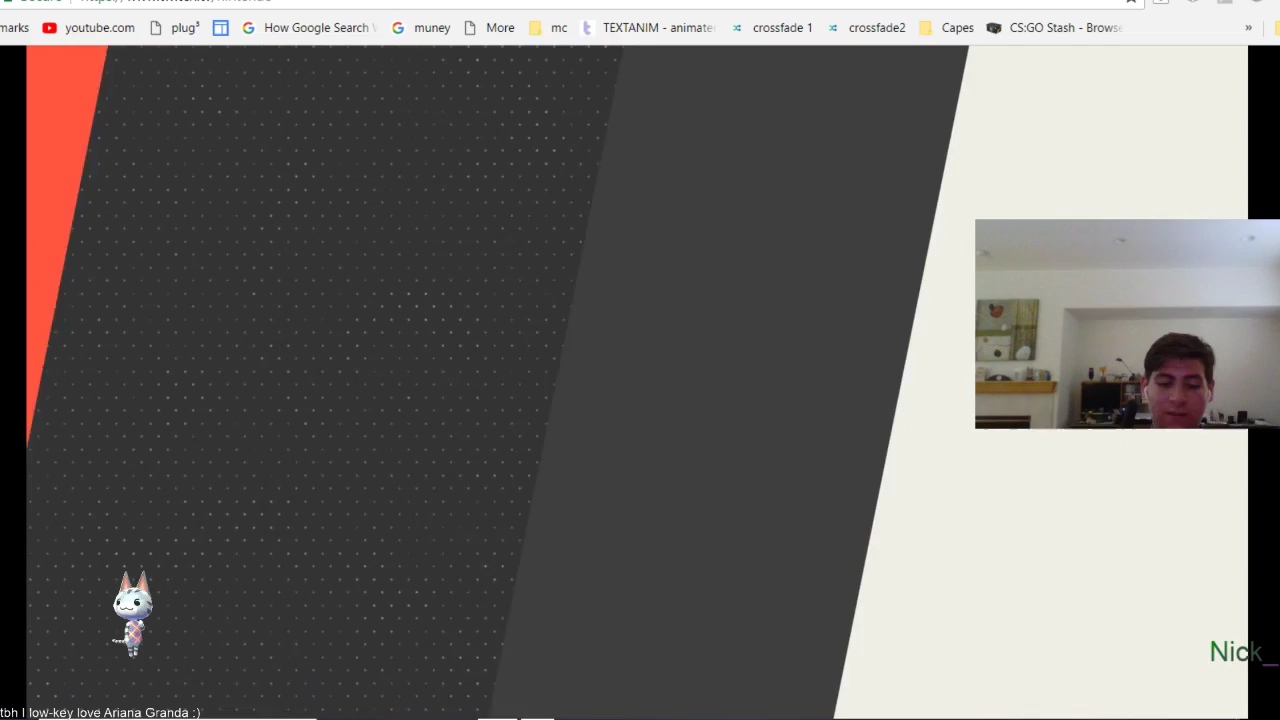 marks youtube.com plug³ How Google Search muney More mc TEXTANIM - animate crossfade 1 crossfade2 Capes CS:GO Stash - Browse »
Nick_
tbh I low-key love Ariana Granda :)